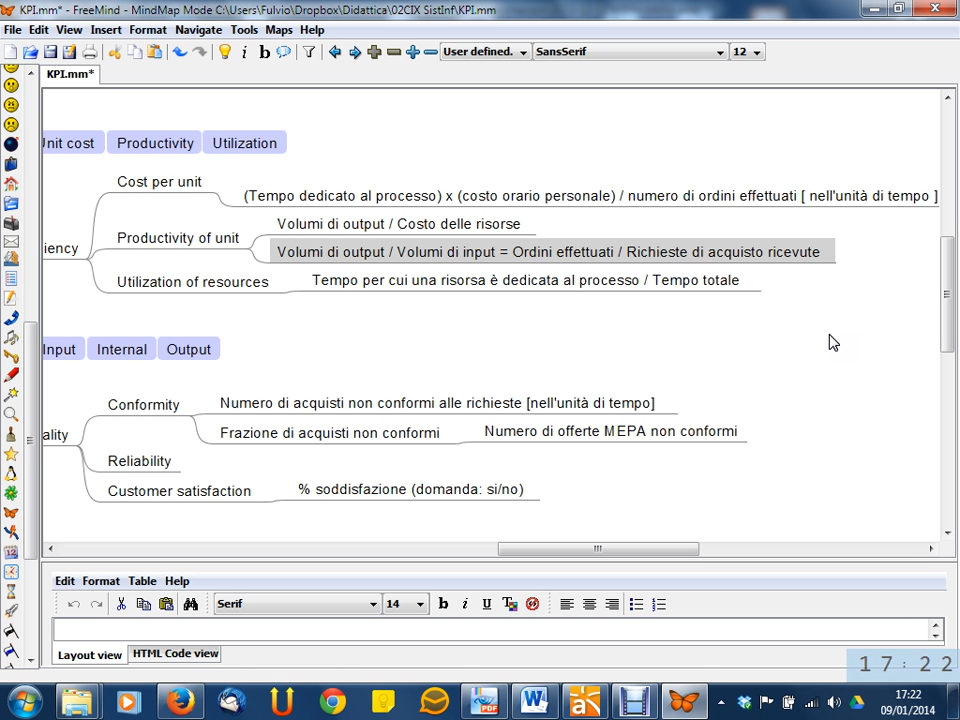 KPI.mm* - FreeMind - MindMap Mode C:\Users\Fulvio\Dropbox\Didattica\02CIX SistInf\KPI.mm
File Edit View Insert Format Navigate Tools Maps Help
User defined. SansSerif 12
KPI.mm*
Unit cost Productivity Utilization
Cost per unit
(Tempo dedicato al processo) x (costo orario personale) / numero di ordini effettuati [ nell'unità di tempo ]
Volumi di output / Costo delle risorse
Productivity of unit
iency
Volumi di output / Volumi di input = Ordini effettuati / Richieste di acquisto ricevute
Utilization of resources
Tempo per cui una risorsa è dedicata al processo / Tempo totale
Input Internal Output
Conformity
Numero di acquisti non conformi alle richieste [nell'unità di tempo]
ality
Frazione di acquisti non conformi
Numero di offerte MEPA non conformi
Reliability
Customer satisfaction
% soddisfazione (domanda: si/no)
Edit Format Table Help
Serif 14 b i U
Layout view HTML Code view
17:22
17:22
09/01/2014